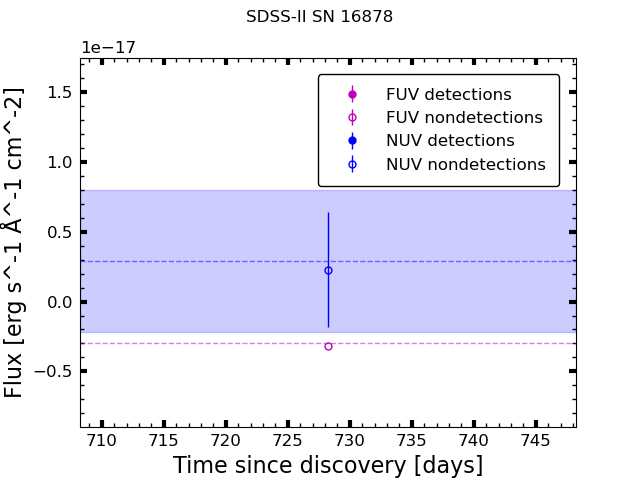 SDSS-II SN 16878
1e−17
FUV detections
FUV nondetections
NUV detections
NUV nondetections
1.5
1.0
0.5
0.0
−0.5
Flux [erg s^-1 Å^-1 cm^-2]
710 715 720 725 730 735 740 745
Time since discovery [days]